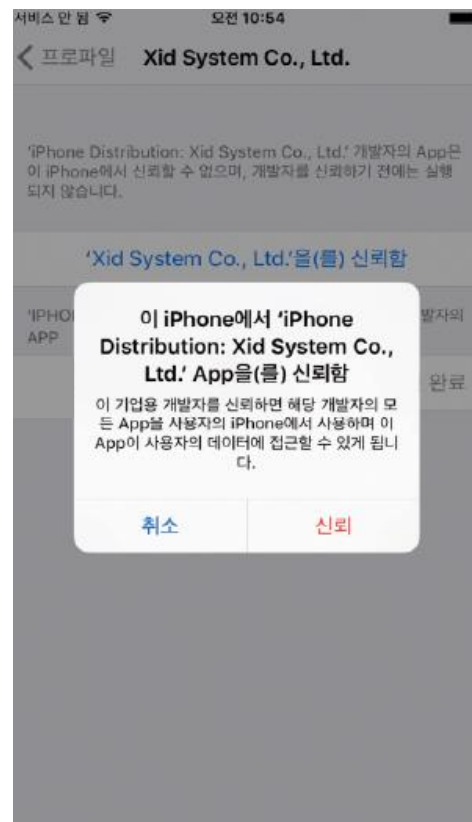 서비스 안 됨
오전 10:54
프로파일
Xid System Co., Ltd.
'iPhone Distribution: Xid System Co., Ltd.' 개발자의 App은
이 iPhone에서 신뢰할 수 없으며, 개발자를 신뢰하기 전에는 실행
되지 않습니다.
'Xid System Co., Ltd.'을(를) 신뢰함
'IPHO
발자의
APP
완료
이 iPhone에서 'iPhone
Distribution: Xid System Co.,
Ltd.' App을(를) 신뢰함
이 기업용 개발자를 신뢰하면 해당 개발자의 모
든 App을 사용자의 iPhone에서 사용하며 이
App이 사용자의 데이터에 접근할 수 있게 됩니
다.
취소
신뢰